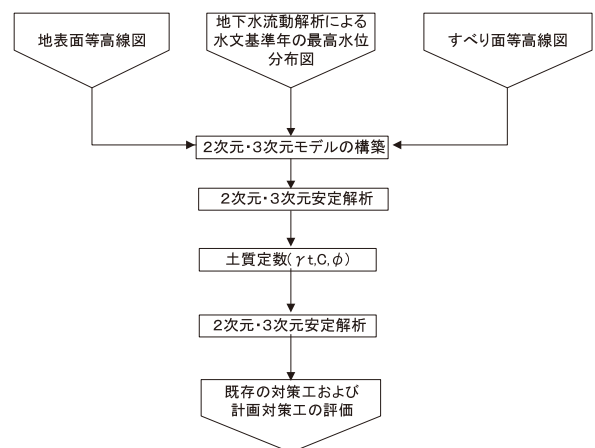 地表面等高線図
地下水流動解析による
水文基準年の最高水位
分布図
すべり面等高線図
2次元・3次元モデルの構築
2次元・3次元安定解析
土質定数(γt,C,φ)
2次元・3次元安定解析
既存の対策工および
計画対策工の評価